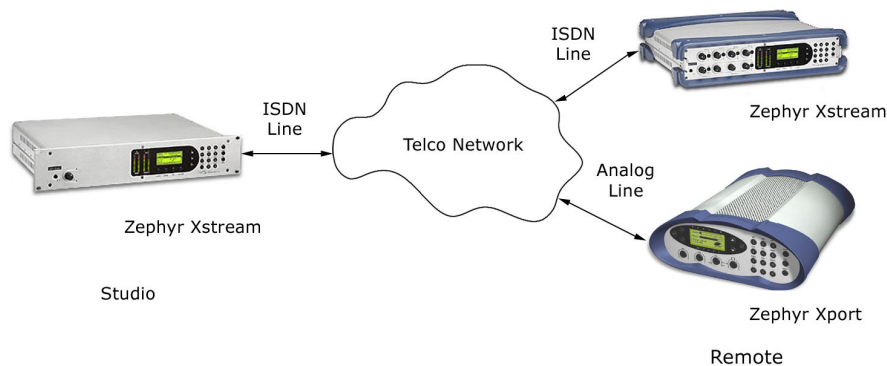 ISDN
Line
Zephyr Xstream
ISDN
Line
Telco Network
Analog
Line
Zephyr Xstream
Studio
Zephyr Xport
Remote